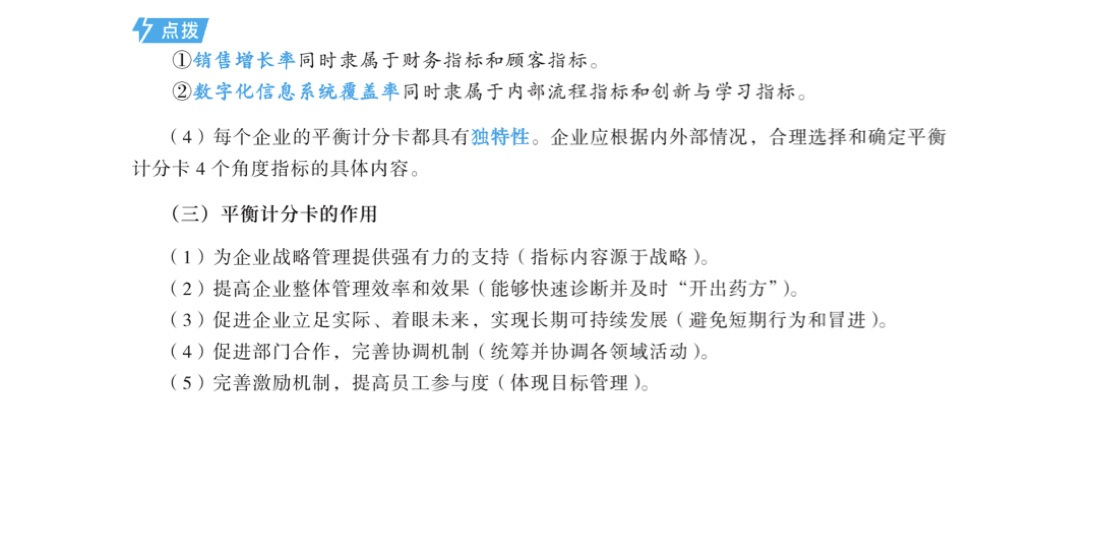 点拨
①销售增长率同时隶属于财务指标和顾客指标。
②数字化信息系统覆盖率同时隶属于内部流程指标和创新与学习指标。
（4）每个企业的平衡计分卡都具有独特性。企业应根据内外部情况，合理选择和确定平衡
计分卡 4 个角度指标的具体内容。
（三）平衡计分卡的作用
（1）为企业战略管理提供强有力的支持（指标内容源于战略）。
（2）提高企业整体管理效率和效果（能够快速诊断并及时“开出药方”）。
（3）促进企业立足实际、着眼未来，实现长期可持续发展（避免短期行为和冒进）。
（4）促进部门合作，完善协调机制（统筹并协调各领域活动）。
（5）完善激励机制，提高员工参与度（体现目标管理）。